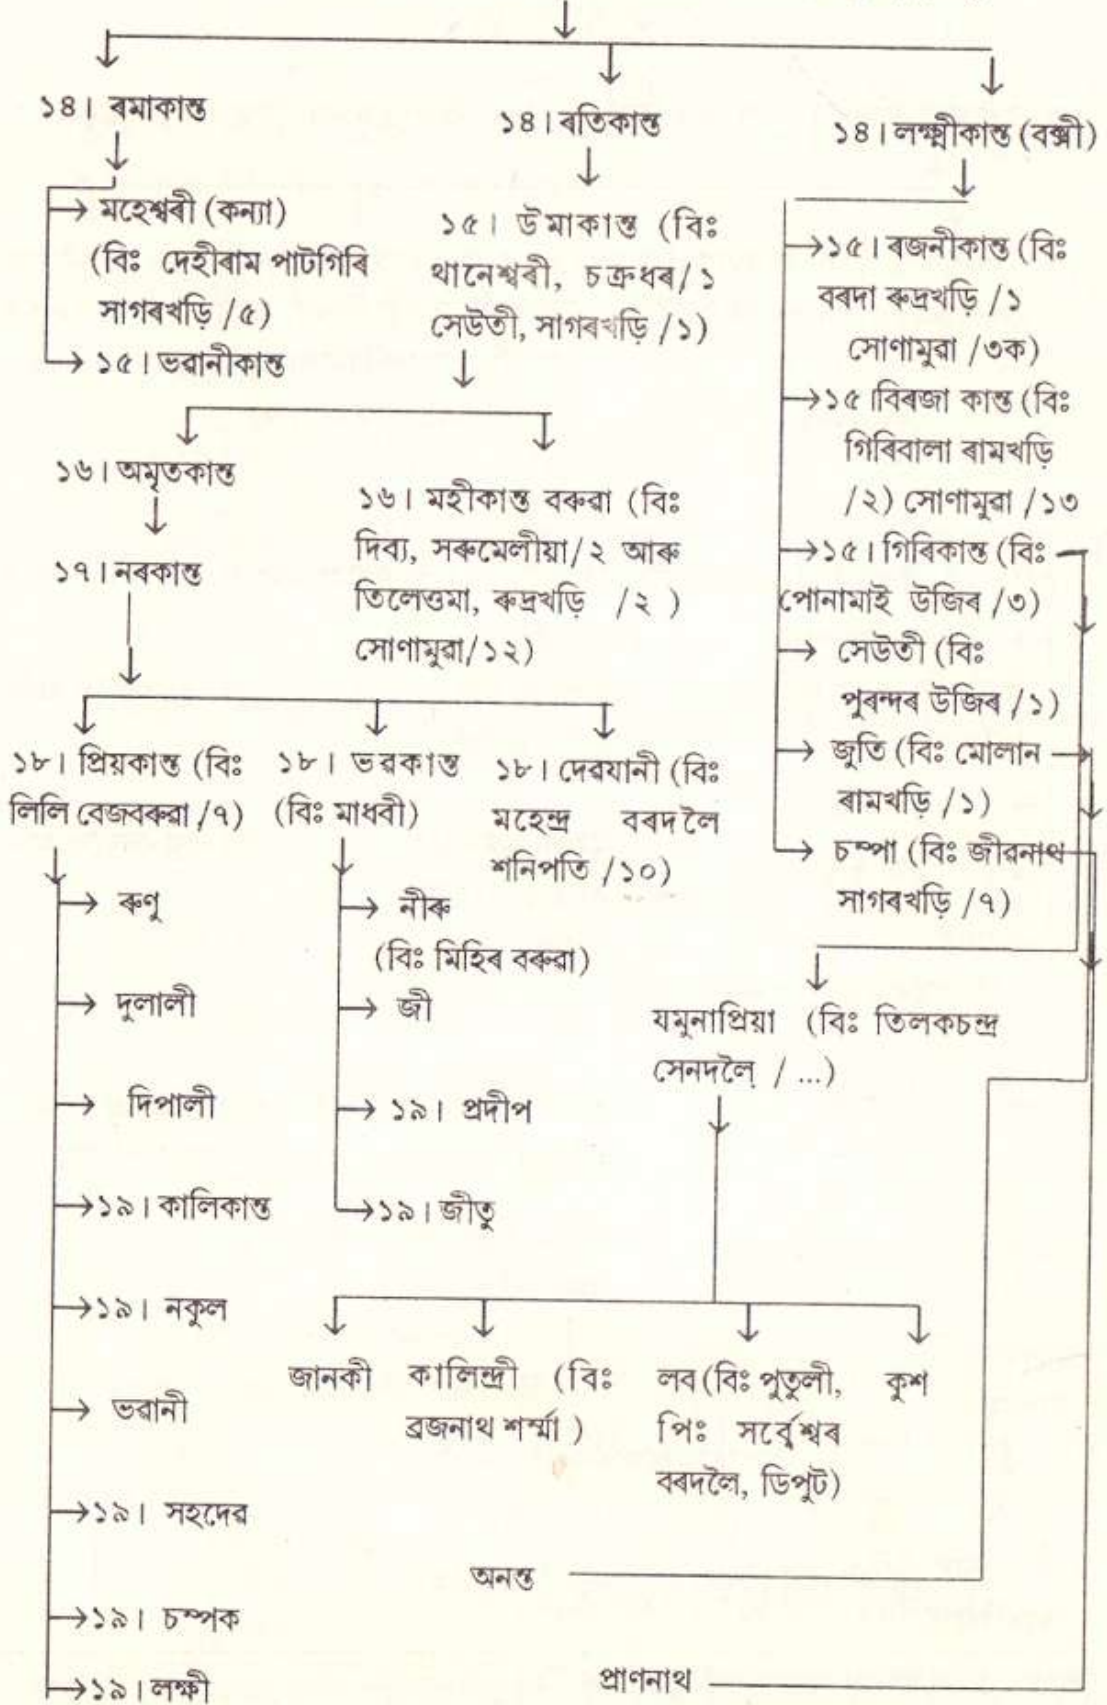 ১৪। ৰমাকান্ত
১৪। ৰতিকান্ত
১৪। লক্ষ্মীকান্ত (বক্সী)
মহেশ্বৰী (কন্যা)
(বিঃ দেহীৰাম পাটগিৰি
সাগৰখড়ি /৫)
১৫। ভৱানীকান্ত
১৫। উমাকান্ত (বিঃ
থানেশ্বৰী, চক্ৰধৰ/১
সেউতী, সাগৰখড়ি /১)
১৫। ৰজনীকান্ত (বিঃ
বৰদা ৰুদ্ৰখড়ি /১
সোণামুৱা /৩ক)
১৫।বিৰজা কান্ত (বিঃ
গিৰিবালা ৰামখড়ি
/২) সোণামুৱা /১৩
১৫। গিৰিকান্ত (বিঃ
পোনামাই উজিৰ /৩)
সেউতী (বিঃ
পুৰন্দৰ উজিৰ /১)
জুতি (বিঃ মোলান
ৰামখড়ি /১)
চম্পা (বিঃ জীৱনাথ
সাগৰখড়ি /৭)
১৬। অমৃতকান্ত
১৬। মহীকান্ত বৰুৱা (বিঃ
দিব্য, সৰুমেলীয়া/২ আৰু
তিলোত্তমা, ৰুদ্ৰখড়ি /২ )
সোণামুৱা/১২)
১৭। নৰকান্ত
১৮। প্ৰিয়কান্ত (বিঃ
লিলি বেজবৰুৱা /৭)
১৮। ভৱকান্ত
(বিঃ মাধৱী)
১৮। দেৱযানী (বিঃ
মহেন্দ্ৰ বৰদলৈ
শনিপতি /১০)
ৰুণু
দুলালী
দিপালী
১৯। কালিকান্ত
১৯। নকুল
ভৱানী
১৯। সহদেৱ
১৯। চম্পক
১৯। লক্ষী
নীৰু
(বিঃ মিহিৰ বৰুৱা)
জী
১৯। প্ৰদীপ
১৯। জীতু
যমুনাপ্ৰিয়া (বিঃ তিলকচন্দ্ৰ
সেনদলৈ / ...)
জানকী
কালিন্দ্ৰী (বিঃ
ব্ৰজনাথ শৰ্ম্মা )
লব (বিঃ পুতুলী,
পিঃ সৰ্ব্বেশ্বৰ
বৰদলৈ, ডিপুট)
কুশ
অনন্ত
প্ৰাণনাথ